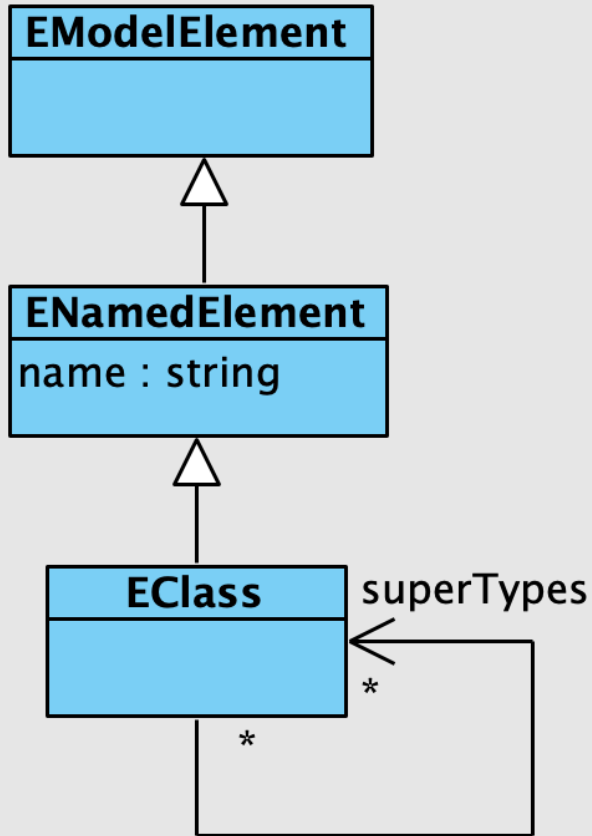 EModelElement
ENamedElement
name : string
EClass
superTypes
*
*